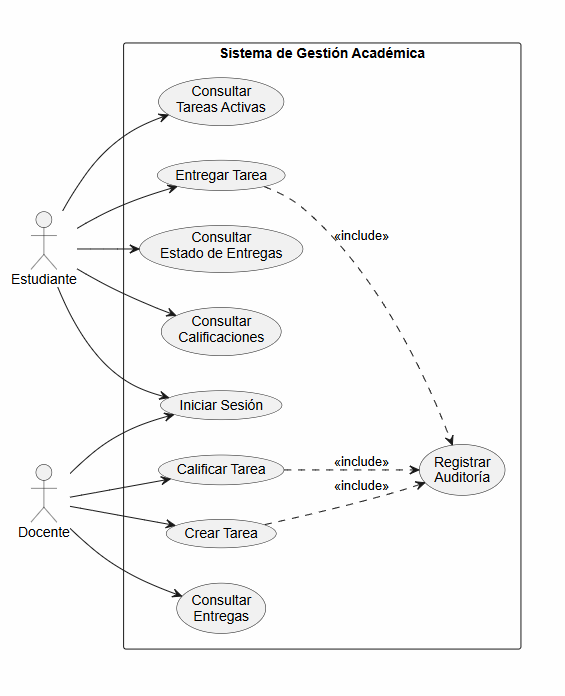 Sistema de Gestión Académica
Consultar
Tareas Activas
Entregar Tarea
«include»
Consultar
Estado de Entregas
Estudiante
Consultar
Calificaciones
Iniciar Sesión
Calificar Tarea
«include»
Registrar
Auditoría
«include»
Docente
Crear Tarea
Consultar
Entregas